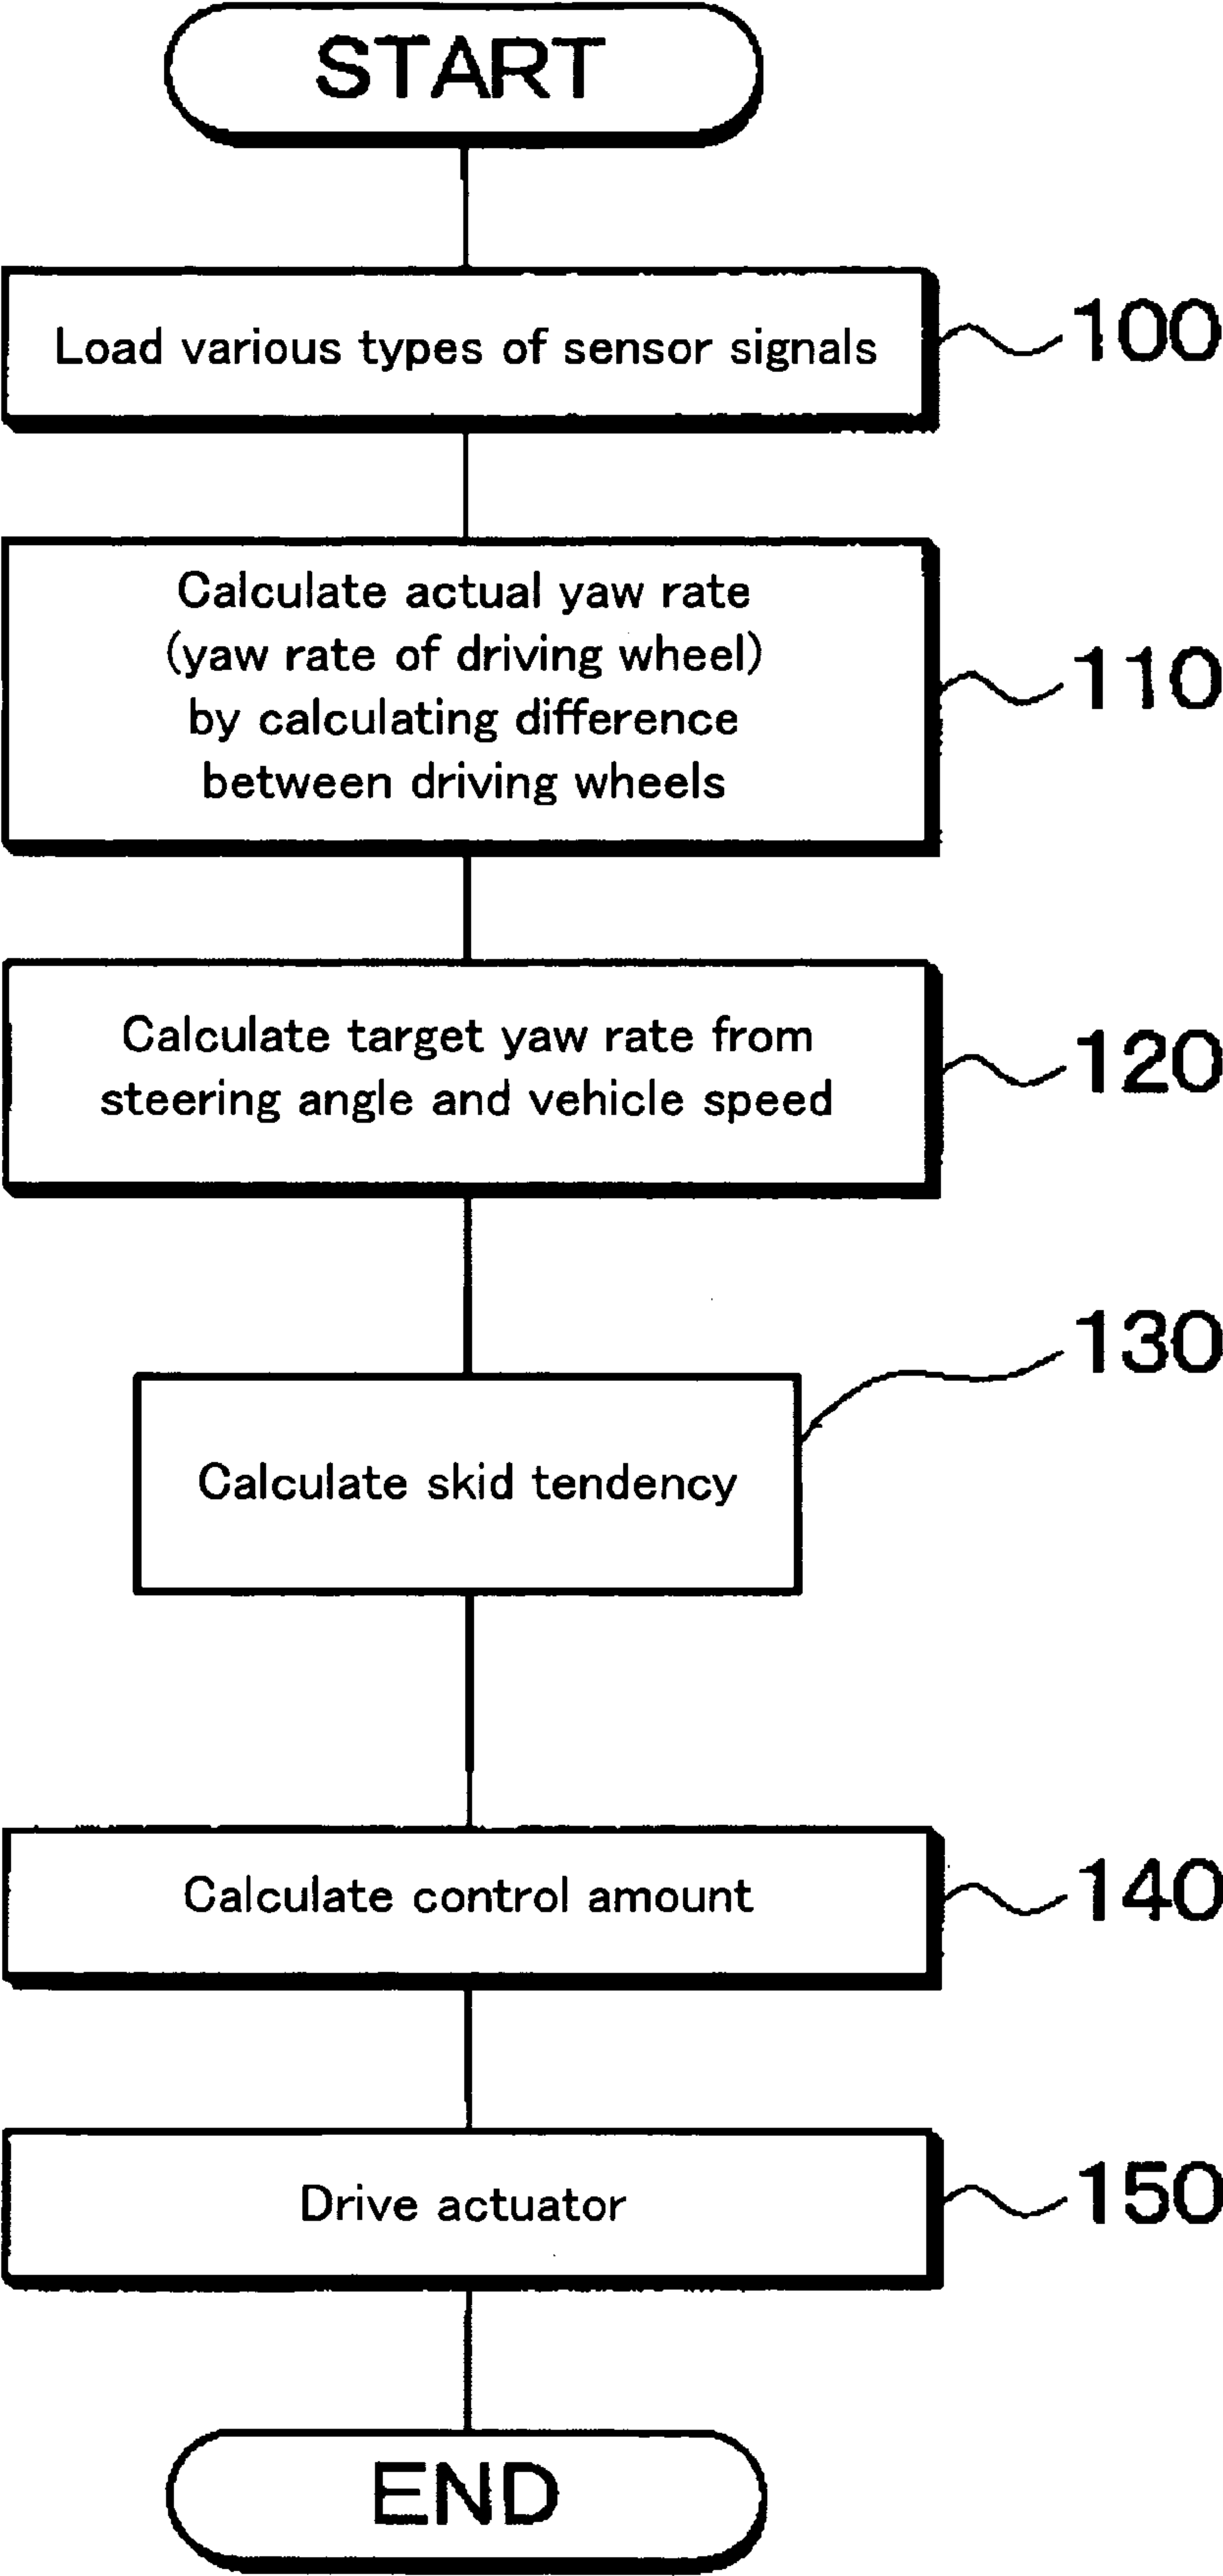 START
Load various types of sensor signals
100
Calculate actual yaw rate
(yaw rate of driving wheel)
by calculating difference
between driving wheels
110
Calculate target yaw rate from
steering angle and vehicle speed
120
130
Calculate skid tendency
Calculate control amount
140
Drive actuator
150
END